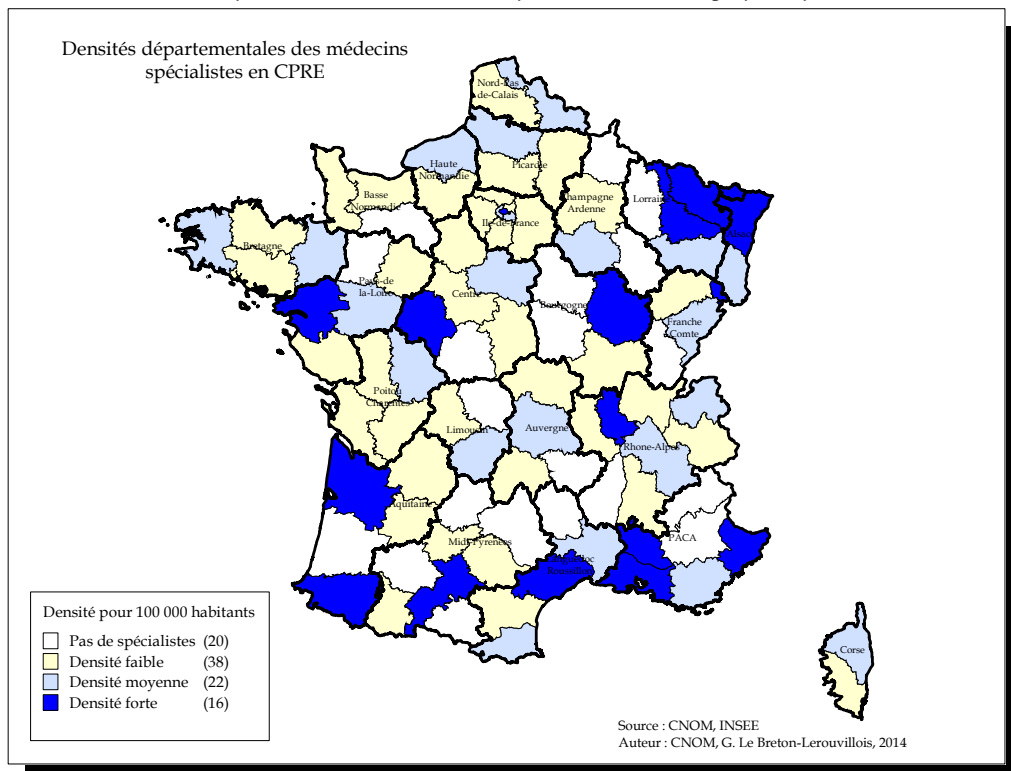 Densités départementales des médecins
spécialistes en CPRE
Nord-Pas
de-Calais
Haute
Normandie
Picardie
Basse
Normandie
Champagne
Ardenne
Lorraine
Alsace
Ile-de-France
Bretagne
Pays-de
la-Loire
Centre
Bourgogne
Franche
Comte
Poitou
Charentes
Limousin
Auvergne
Rhone-Alpes
Aquitaine
Midi-Pyrenees
Languedoc
Roussillon
PACA
Corse
Densité pour 100 000 habitants
Pas de spécialistes (20)
Densité faible (38)
Densité moyenne (22)
Densité forte (16)
Source : CNOM, INSEE
Auteur : CNOM, G. Le Breton-Lerouvillois, 2014